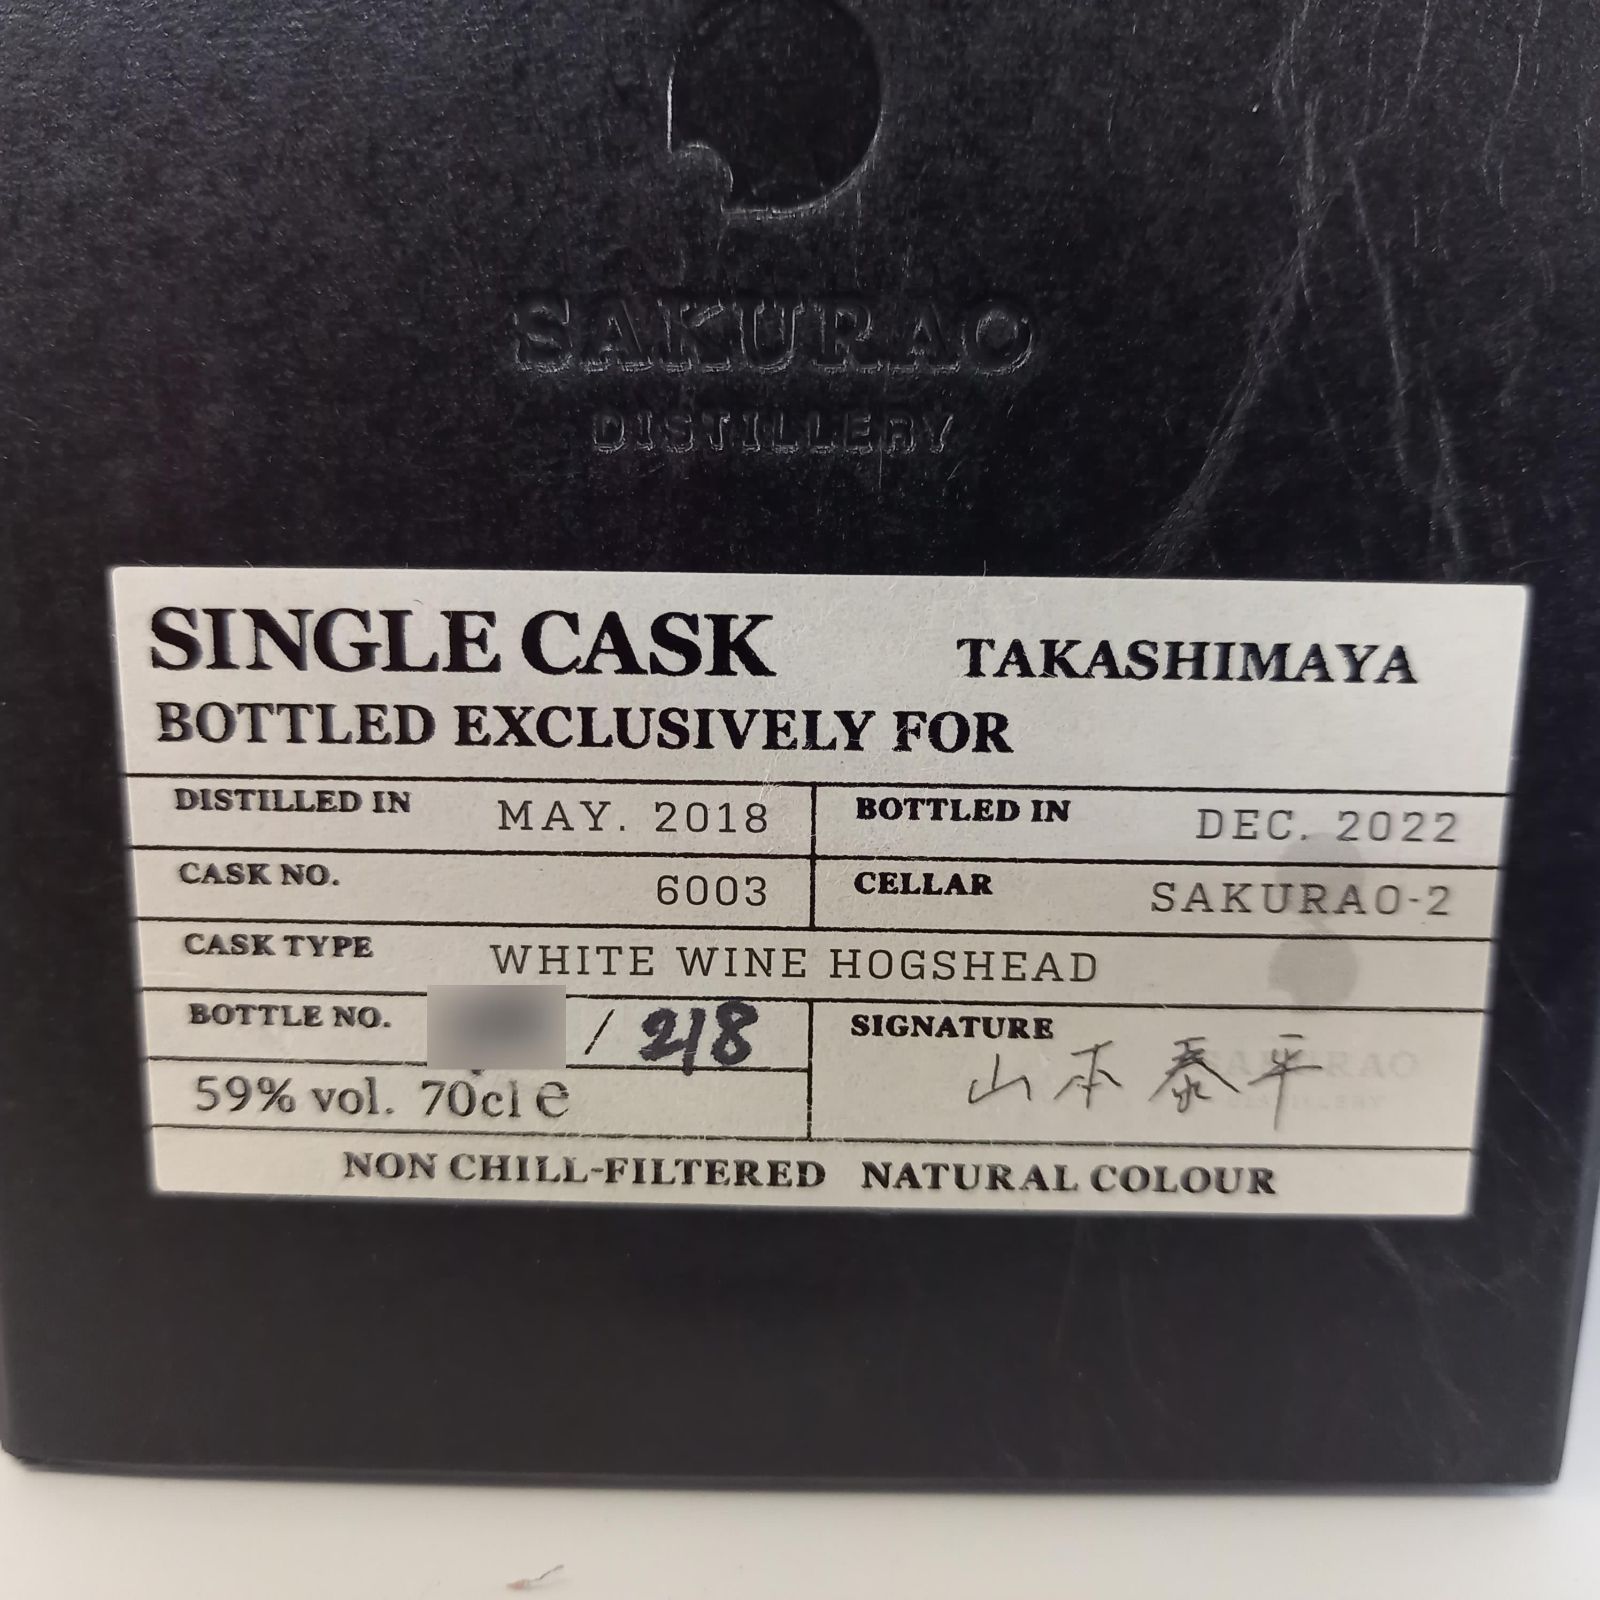 SAKURAO
DISTILLERY
SINGLE CASK TAKASHIMAYA
BOTTLED EXCLUSIVELY FOR
DISTILLED IN MAY. 2018 BOTTLED IN DEC. 2022
CASK NO. 6003 CELLAR SAKURAO-2
CASK TYPE WHITE WINE HOGSHEAD
BOTTLE NO. / 218 SIGNATURE
山本泰平
SAKURAO
DISTILLERY
59% vol. 70cl e
NON CHILL-FILTERED NATURAL COLOUR